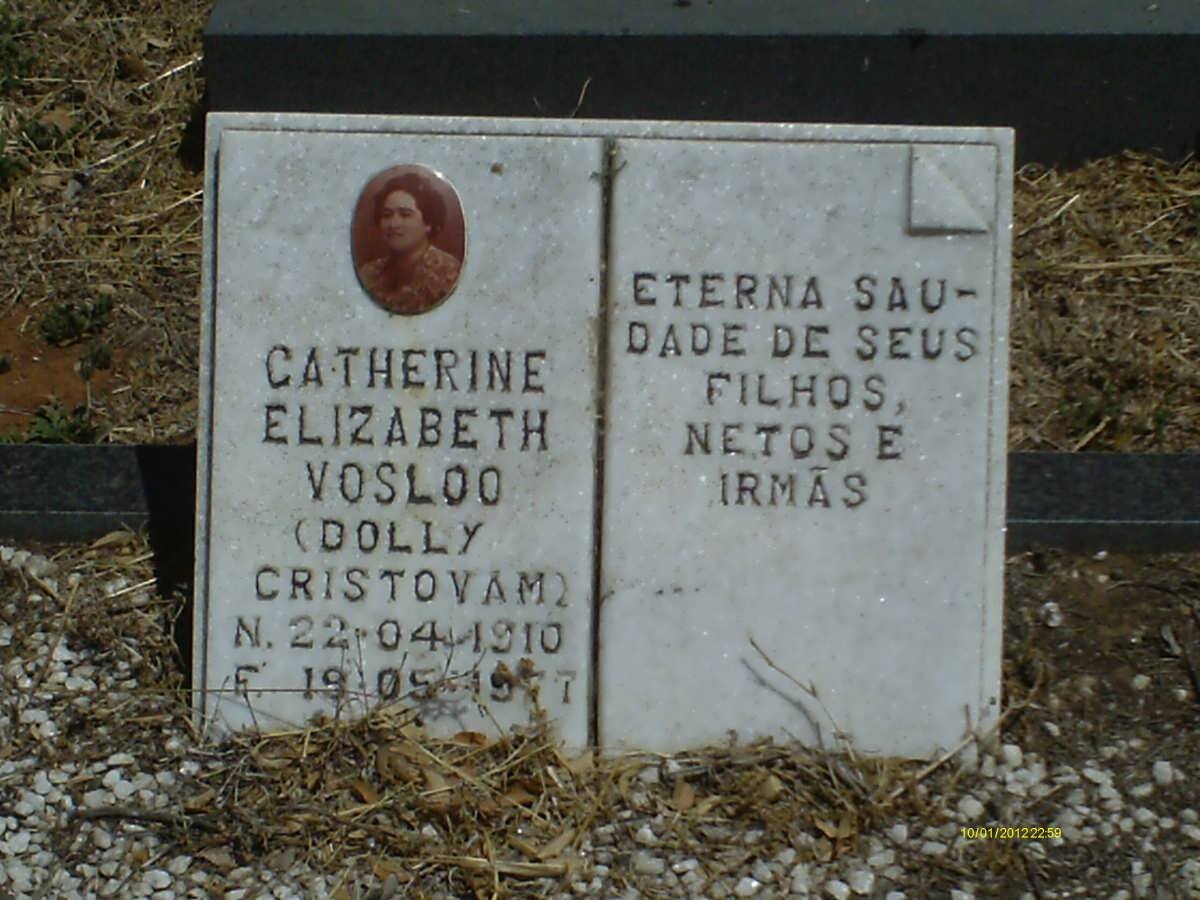 CATHERINE
ELIZABETH
VOSLOO
(DOLLY
CRISTOVAM)
N. 22-04-1910
F. 19-05-1977
ETERNA SAU-
DADE DE SEUS
FILHOS,
NETOS E
IRMÃS
10/01/2012 22:59